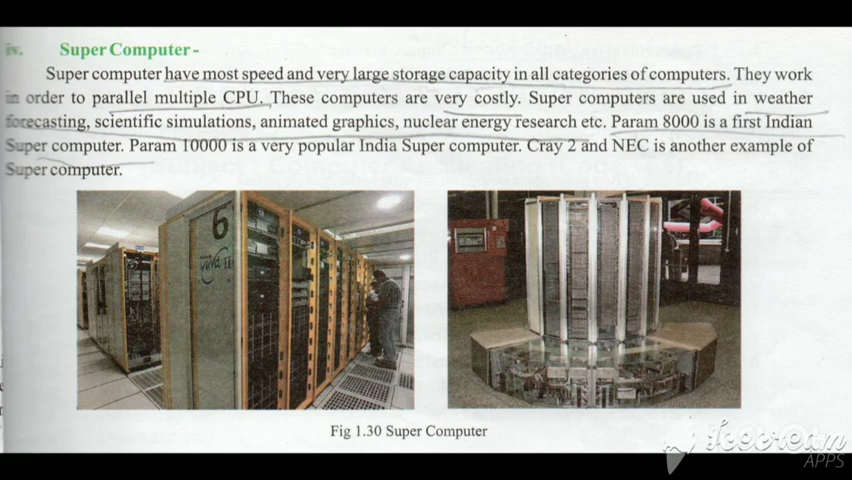 iv. Super Computer -
Super computer have most speed and very large storage capacity in all categories of computers. They work
in order to parallel multiple CPU. These computers are very costly. Super computers are used in weather
forecasting, scientific simulations, animated graphics, nuclear energy research etc. Param 8000 is a first Indian
Super computer. Param 10000 is a very popular India Super computer. Cray 2 and NEC is another example of
Super computer.
6
Fig 1.30 Super Computer
Icecream
APPS